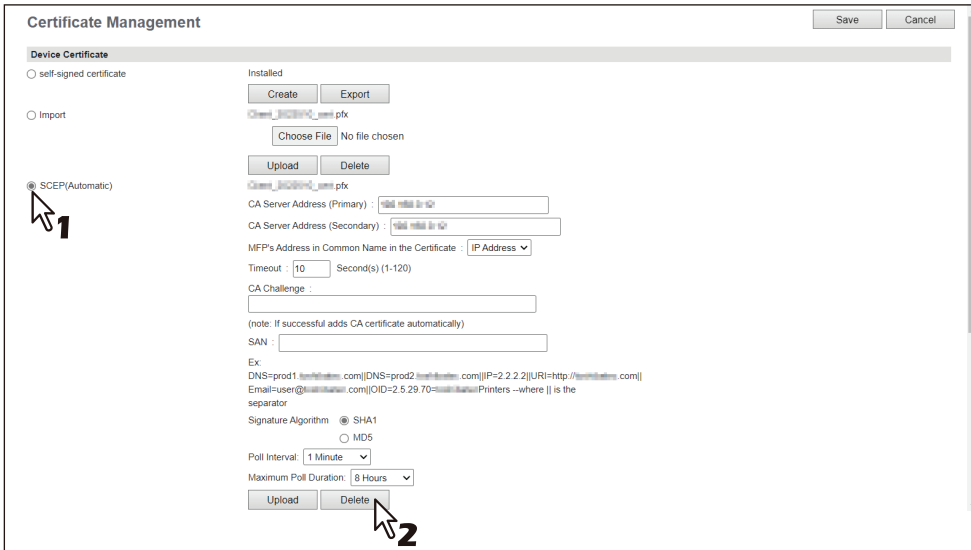 Certificate Management
Save
Cancel
Device Certificate
self-signed certificate
Installed
Create
Export
Import
.pfx
Choose File
No file chosen
Upload
Delete
SCEP(Automatic)
.pfx
CA Server Address (Primary) :
1
CA Server Address (Secondary) :
MFP's Address in Common Name in the Certificate : IP Address
Timeout : 10 Second(s) (1-120)
CA Challenge :
(note: If successful adds CA certificate automatically)
SAN :
Ex:
DNS=prod1. .com||DNS=prod2. .com||IP=2.2.2.2||URI=http:// .com||
Email=user@ .com||OID=2.5.29.70= Printers --where || is the
separator
Signature Algorithm SHA1
MD5
Poll Interval: 1 Minute
Maximum Poll Duration: 8 Hours
Upload
Delete
2